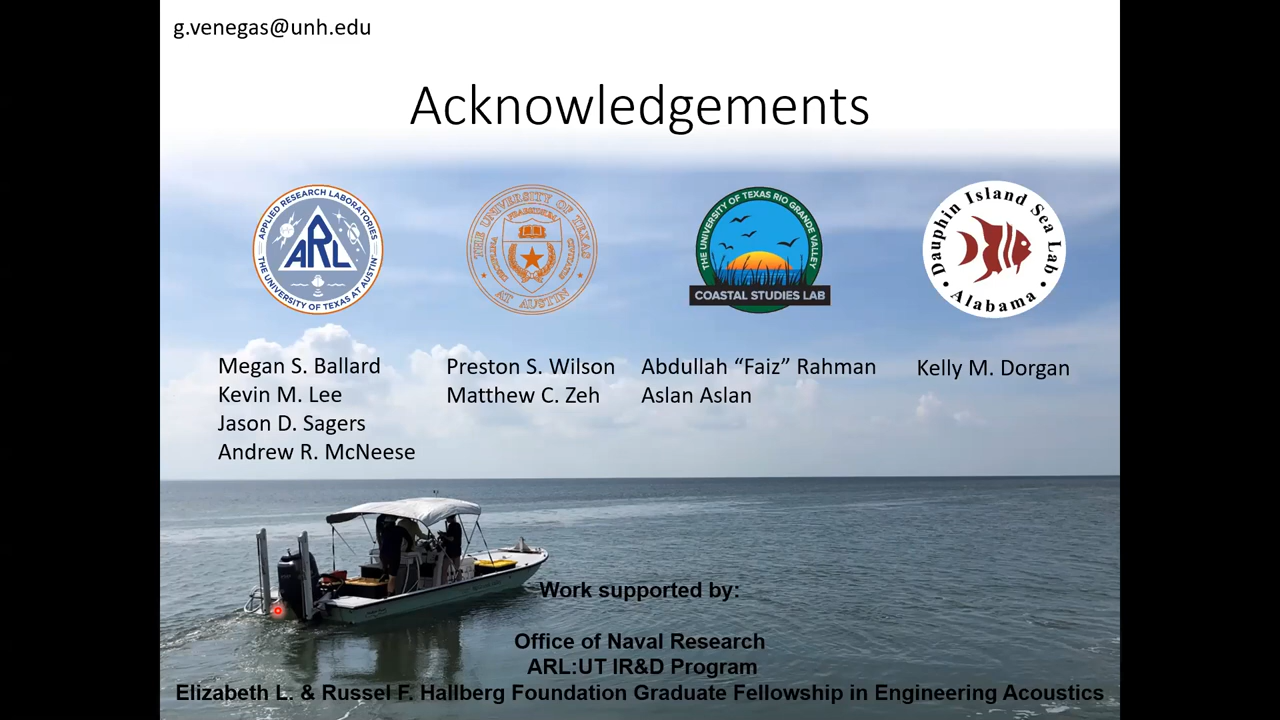 g.venegas@unh.edu
Acknowledgements
APPLIED RESEARCH LABORATORIES
ARL
THE UNIVERSITY OF TEXAS AT AUSTIN
THE UNIVERSITY OF TEXAS
AT AUSTIN
THE UNIVERSITY OF TEXAS RIO GRANDE VALLEY
COASTAL STUDIES LAB
Dauphin Island Sea Lab
Alabama
Megan S. Ballard
Kevin M. Lee
Jason D. Sagers
Andrew R. McNeese
Preston S. Wilson
Matthew C. Zeh
Abdullah “Faiz” Rahman
Aslan Aslan
Kelly M. Dorgan
Work supported by:
Office of Naval Research
ARL:UT IR&D Program
Elizabeth L. & Russel F. Hallberg Foundation Graduate Fellowship in Engineering Acoustics